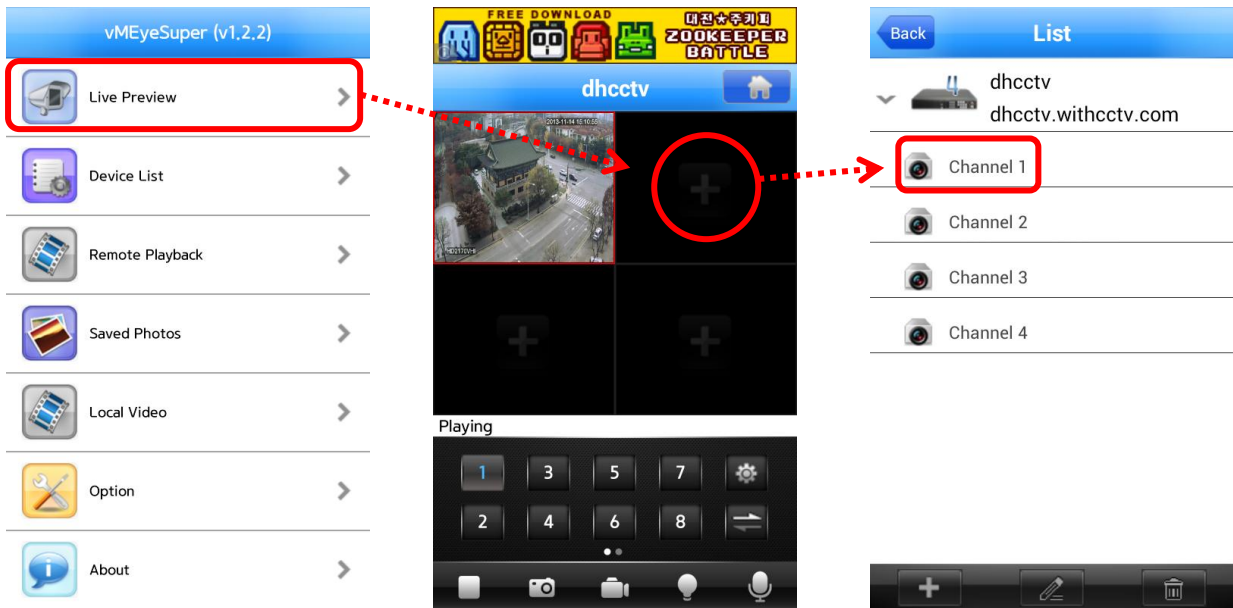 vMEyeSuper (v1.2.2)
Live Preview
Device List
Remote Playback
Saved Photos
Local Video
Option
About
FREE DOWNLOAD
대전★주키퍼
ZOOKEEPER
BATTLE
dhcctv
2013-11-14 15:10:55
Playing
1 3 5 7
2 4 6 8
Back
List
4
dhcctv
dhcctv.withcctv.com
Channel 1
Channel 2
Channel 3
Channel 4